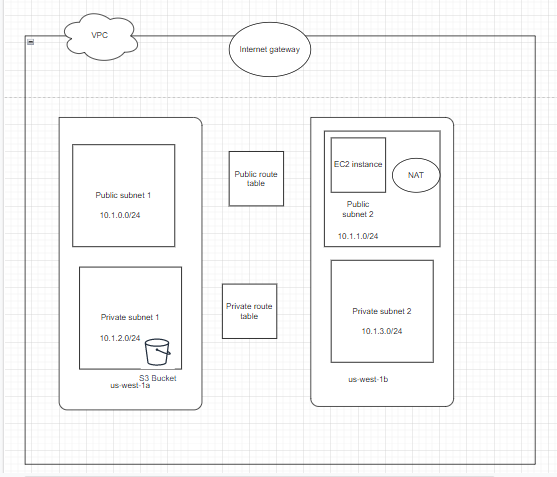 VPC
Internet gateway
Public subnet 1
10.1.0.0/24
Public route
table
EC2 instance
NAT
Public
subnet 2
10.1.1.0/24
Private subnet 1
10.1.2.0/24
S3 Bucket
us-west-1a
Private route
table
Private subnet 2
10.1.3.0/24
us-west-1b